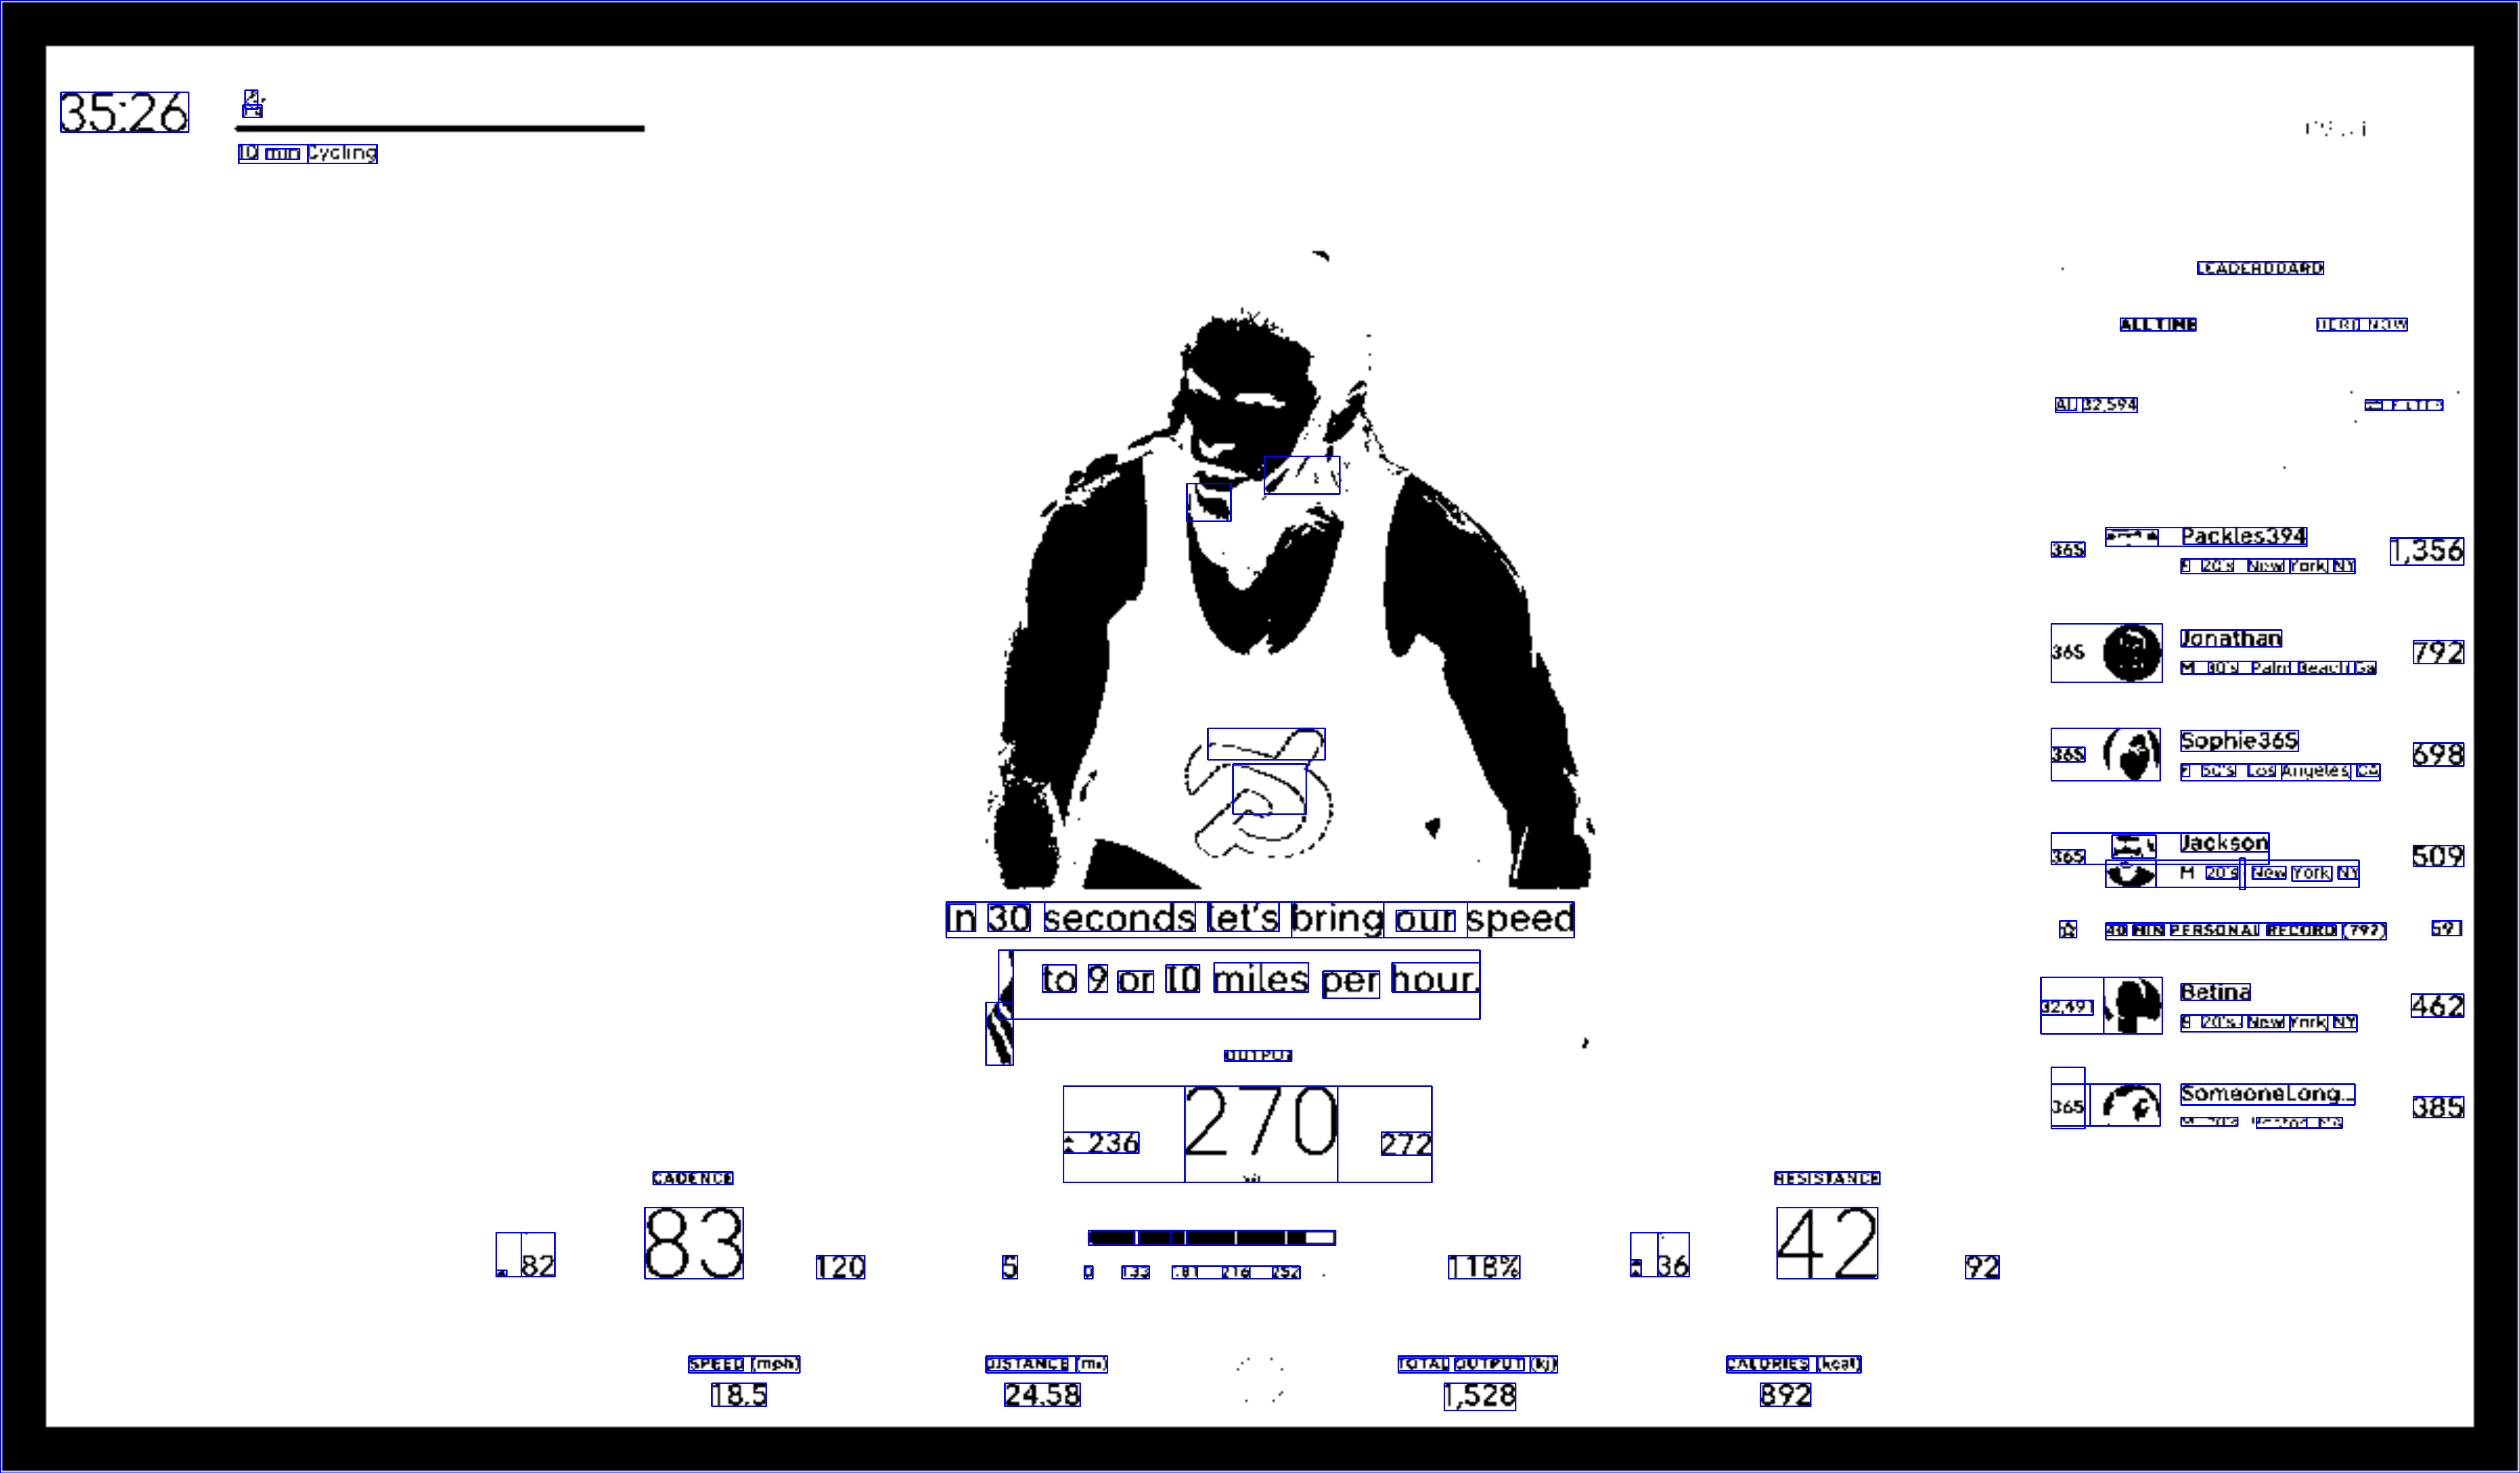 35:26
10 min Cycling
LEADERBOARD
ALL TIME HERE NOW
ALL 32,594 FILTER
365 Packles394 1,356
F 20's New York, NY
365 Jonathan 792
M 30's Palm Beach Ga
365 Sophie365 698
F 50's Los Angeles, CA
365 Jackson 509
M 20's New York, NY
In 30 seconds let's bring our speed
to 9 or 10 miles per hour.
40 MIN PERSONAL RECORD (792) 591
32,491 Betina 462
F 20's New York, NY
365 SomeoneLong... 385
OUTPUT
236 270 272
CADENCE
82 83 120
5 0 133 181 216 252 118%
RESISTANCE
36 42 92
SPEED (mph) DISTANCE (mi) TOTAL OUTPUT (kj) CALORIES (kcal)
18.5 24.58 1,528 892